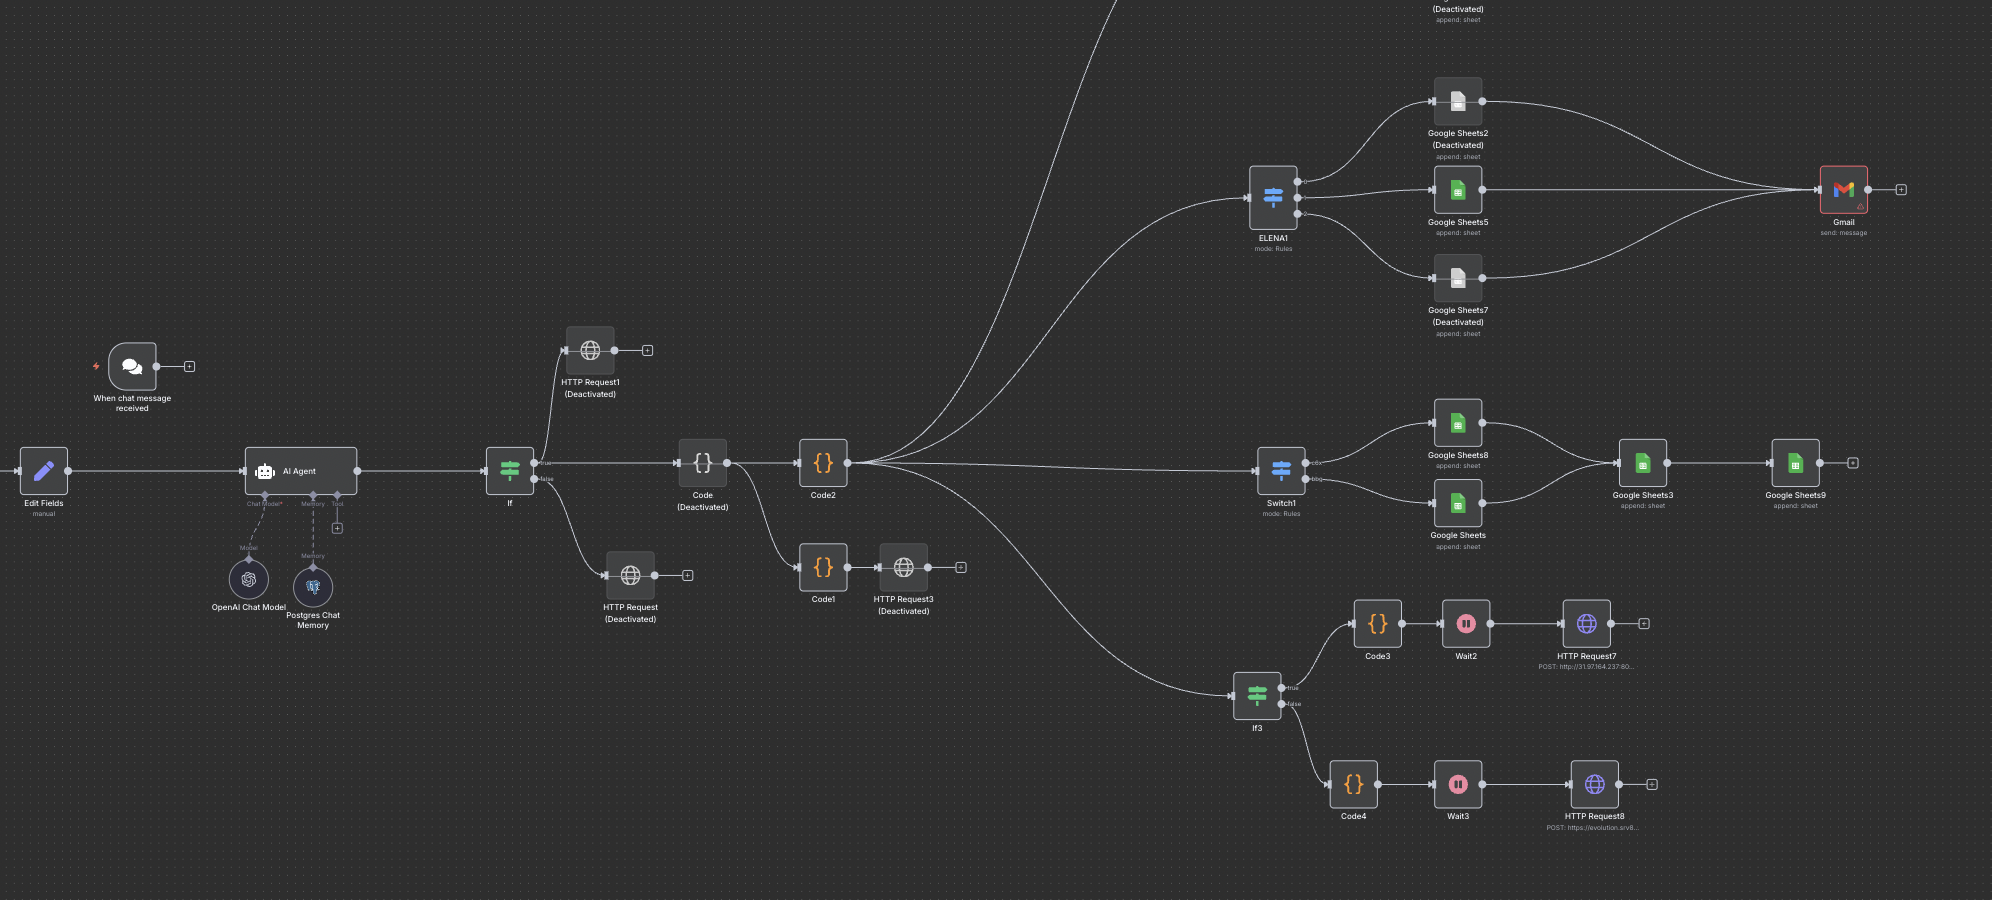 (Deactivated)
append: sheet
Google Sheets2
(Deactivated)
append: sheet
Google Sheets5
append: sheet
ELENA1
mode: Rules
Gmail
send: message
Google Sheets7
(Deactivated)
append: sheet
When chat message
received
HTTP Request1
(Deactivated)
Edit Fields
manual
AI Agent
Chat Model*
Memory
Tool
Model
Memory
OpenAI Chat Model
Postgres Chat
Memory
true
false
If
Code
(Deactivated)
Code2
HTTP Request
(Deactivated)
Code1
HTTP Request3
(Deactivated)
Switch1
mode: Rules
Google Sheets8
append: sheet
Google Sheets
append: sheet
Google Sheets3
append: sheet
Google Sheets9
append: sheet
Code3
Wait2
HTTP Request7
POST: http://31.97.164.237:80...
true
false
If3
Code4
Wait3
HTTP Request8
POST: https://evolution.srv8...